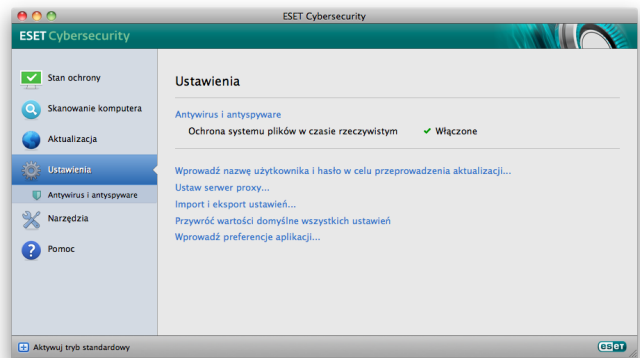 ESET Cybersecurity
ESET Cybersecurity
Stan ochrony
Skanowanie komputera
Aktualizacja
Ustawienia
Antywirus i antyspyware
Narzędzia
Pomoc
Ustawienia
Antywirus i antyspyware
Ochrona systemu plików w czasie rzeczywistym ✔ Włączone
Wprowadź nazwę użytkownika i hasło w celu przeprowadzenia aktualizacji...
Ustaw serwer proxy...
Import i eksport ustawień...
Przywróć wartości domyślne wszystkich ustawień
Wprowadź preferencje aplikacji...
Aktywuj tryb standardowy
eseT